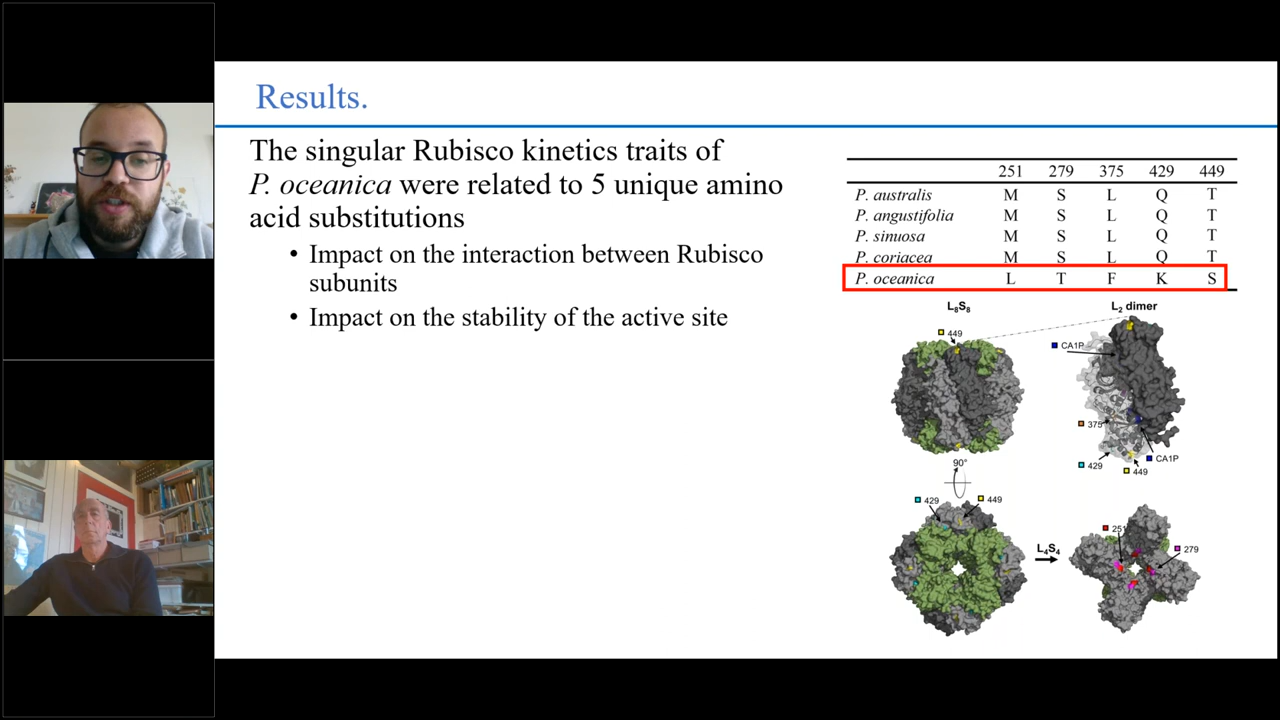 Results.
The singular Rubisco kinetics traits of
P. oceanica were related to 5 unique amino
acid substitutions
• Impact on the interaction between Rubisco
subunits
• Impact on the stability of the active site
251 279 375 429 449
P. australis M S L Q T
P. angustifolia M S L Q T
P. sinuosa M S L Q T
P. coriacea M S L Q T
P. oceanica L T F K S
L8S8
L2 dimer
449
CA1P
375
429
449
CA1P
90°
429
449
L4S4
251
279